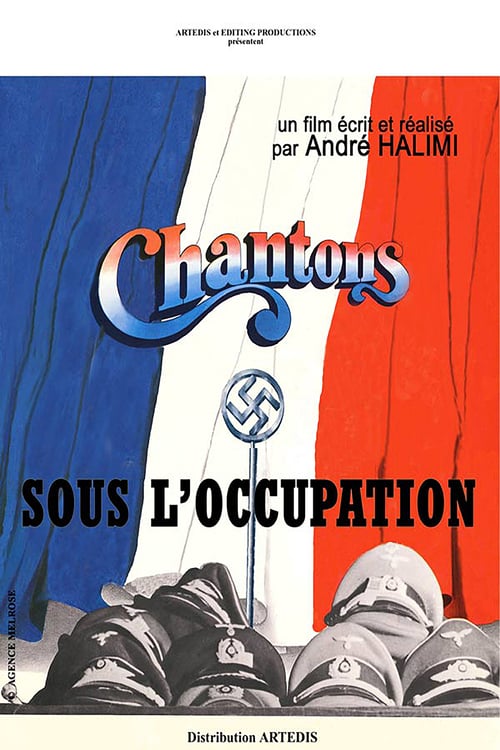 ARTEDIS et EDITING PRODUCTIONS
présentent
un film écrit et réalisé
par André HALIMI
Chantons
SOUS L'OCCUPATION
© AGENCE MELROSE
Distribution ARTEDIS